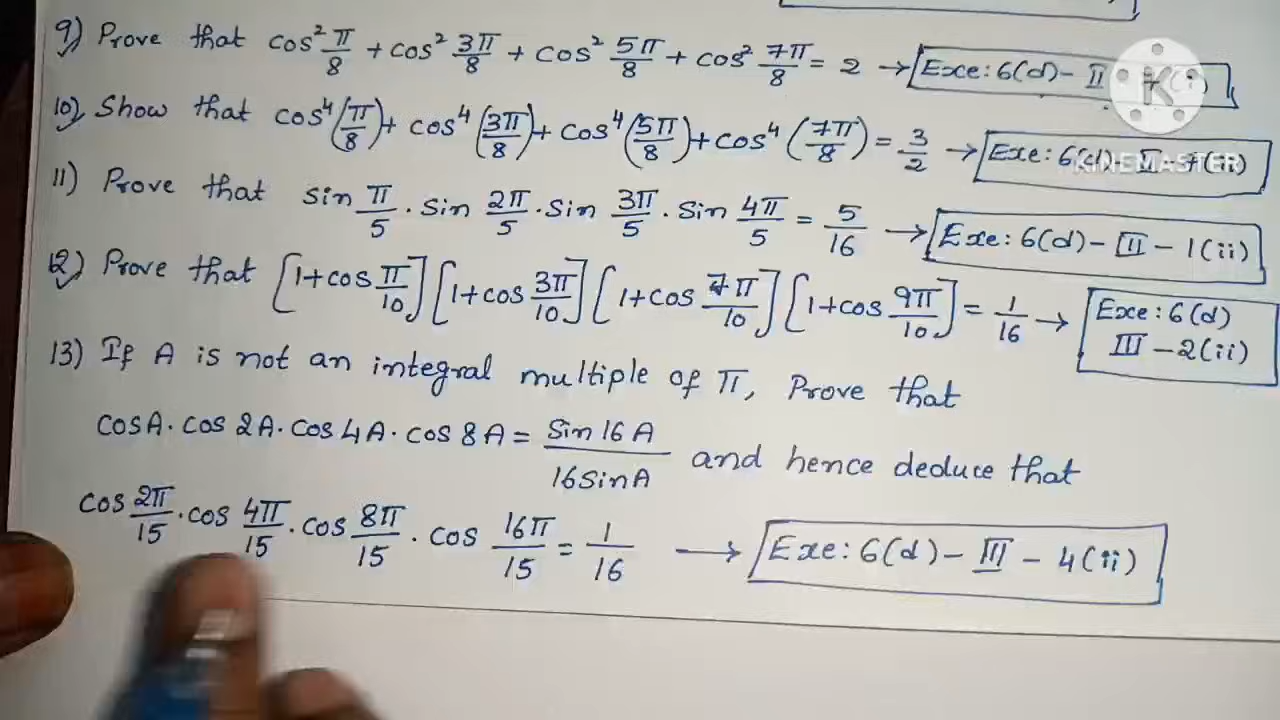 9) Prove that cos² π/8 + cos² 3π/8 + cos² 5π/8 + cos² 7π/8 = 2 → Exe: 6(d) - II (i)
10) Show that cos⁴(π/8) + cos⁴(3π/8) + cos⁴(5π/8) + cos⁴(7π/8) = 3/2 → Exe: 6(d) - II - 7(ii)
KINEMASTER
11) Prove that sin π/5 . sin 2π/5 . sin 3π/5 . sin 4π/5 = 5/16 → Exe: 6(d) - III - 1(ii)
12) Prove that [1+cos π/10] [1+cos 3π/10] [1+cos 7π/10] [1+cos 9π/10] = 1/16 → Exe: 6(d) III - 2(ii)
13) If A is not an integral multiple of π, Prove that
cosA . cos 2A . cos 4A . cos 8A = Sin 16A / 16SinA and hence deduce that
cos 2π/15 . cos 4π/15 . cos 8π/15 . cos 16π/15 = 1/16 → Exe: 6(d) - III - 4(ii)